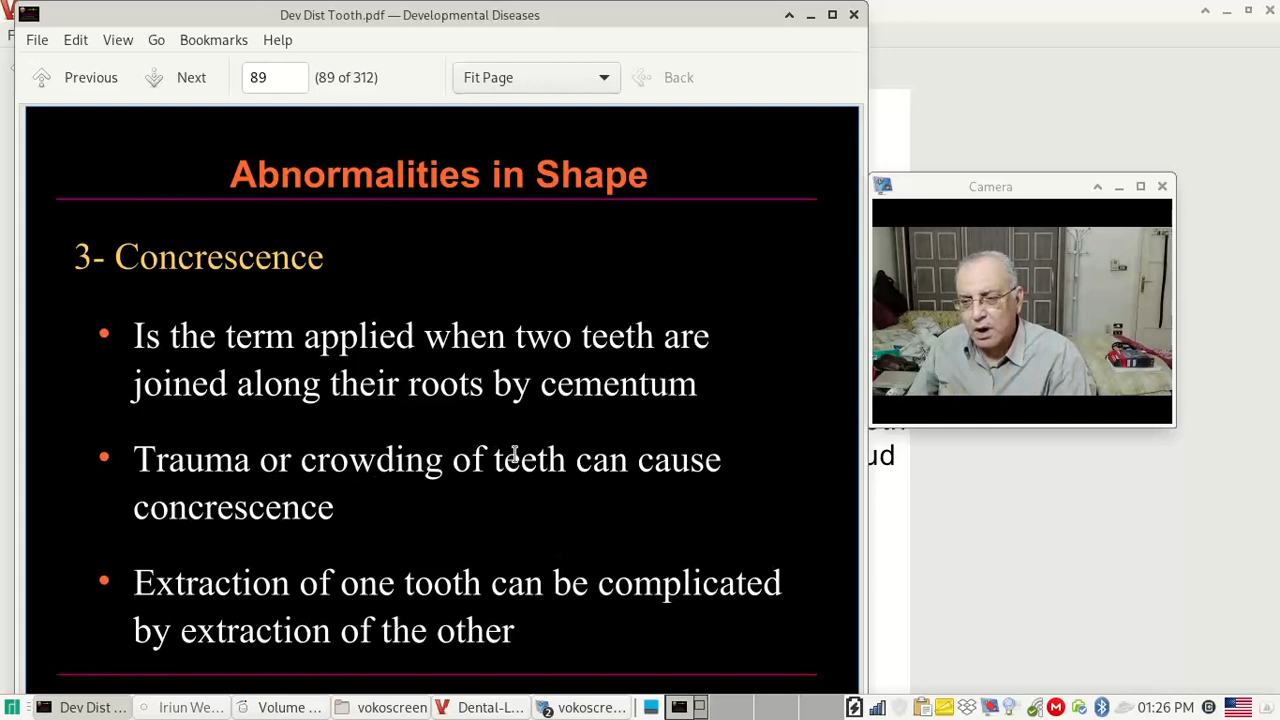 Dev Dist Tooth.pdf — Developmental Diseases
File Edit View Go Bookmarks Help
Previous Next 89 (89 of 312) Fit Page Back
Abnormalities in Shape
Camera
3- Concrescence
• Is the term applied when two teeth are
joined along their roots by cementum
ud
• Trauma or crowding of teeth can cause
concrescence
• Extraction of one tooth can be complicated
by extraction of the other
Dev Dist ... Iriun We... Volume ... vokoscreen Dental-L... vokoscre... 01:26 PM